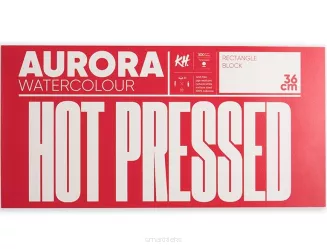 AURORA
WATERCOLOUR
KH
RECTANGLE
BLOCK
36
cm
HOT PRESSED